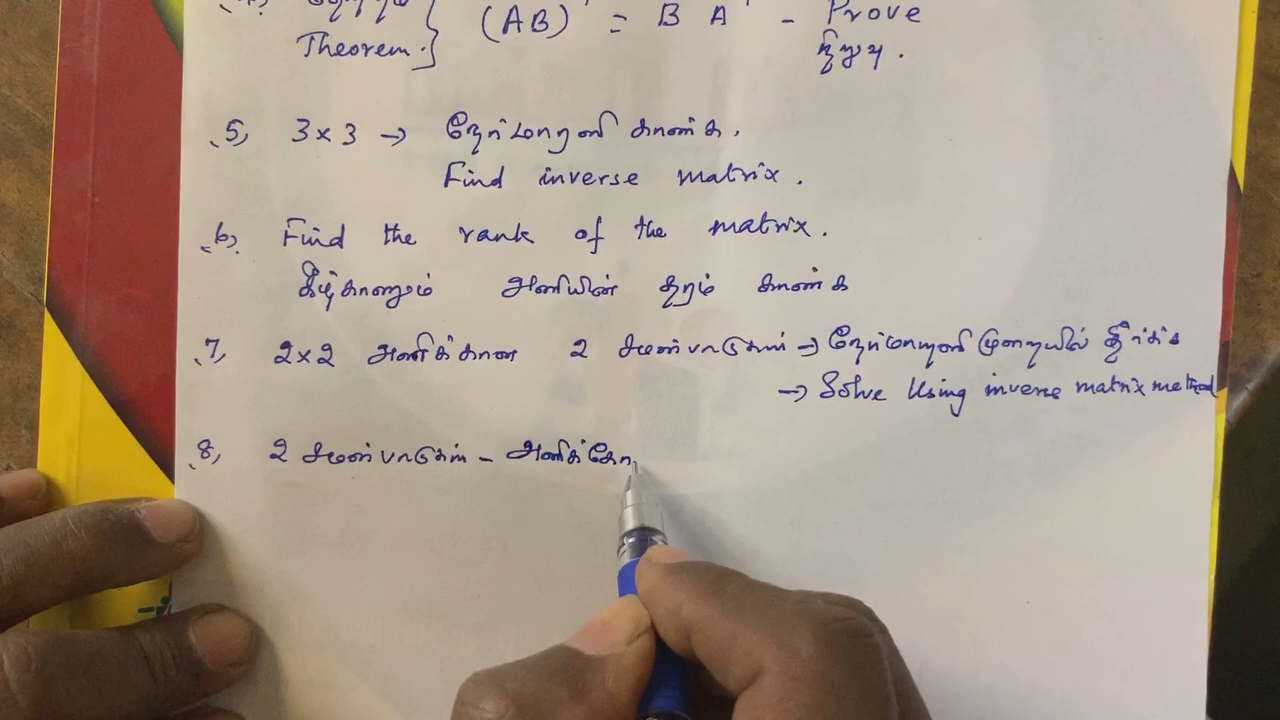 Theorem.} (AB) = B A - Prove
நிறுவு.
5, 3×3 → நேர்மாறணி காண்க.
Find inverse matrix.
6, Find the rank of the matrix.
கீழ்காணும் அணியின் தரம் காண்க
7, 2×2 அணிக்கான 2 சமன்பாடுகள் → நேர்மாறுணி முறையில் தீர்க்க
→ Solve Using inverse matrix method
8, 2 சமன்பாடுகள் - அணிக்கோ